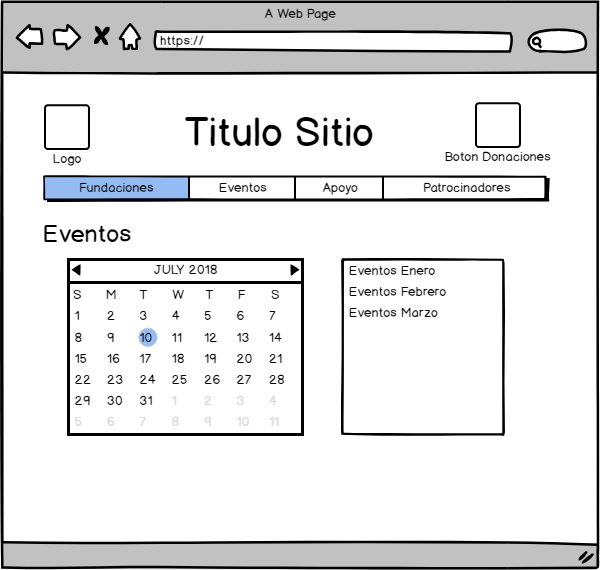 A Web Page
https://
Titulo Sitio
Logo
Boton Donaciones
Fundaciones Eventos Apoyo Patrocinadores
Eventos
JULY 2018
S M T W T F S
1 2 3 4 5 6 7
8 9 10 11 12 13 14
15 16 17 18 19 20 21
22 23 24 25 26 27 28
29 30 31 1 2 3 4
5 6 7 8 9 10 11
Eventos Enero
Eventos Febrero
Eventos Marzo